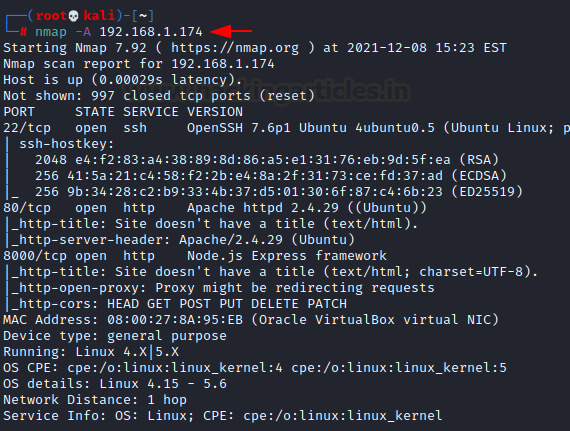 ┌──(root💀kali)-[~]
└─# nmap -A 192.168.1.174
Starting Nmap 7.92 ( https://nmap.org ) at 2021-12-08 15:23 EST
Nmap scan report for 192.168.1.174
Host is up (0.00029s latency).
Not shown: 997 closed tcp ports (reset)
PORT     STATE SERVICE VERSION
22/tcp   open  ssh     OpenSSH 7.6p1 Ubuntu 4ubuntu0.5 (Ubuntu Linux; p
| ssh-hostkey:
|   2048 e4:f2:83:a4:38:89:8d:86:a5:e1:31:76:eb:9d:5f:ea (RSA)
|   256 41:5a:21:c4:58:f2:2b:e4:8a:2f:31:73:ce:fd:37:ad (ECDSA)
|_  256 9b:34:28:c2:b9:33:4b:37:d5:01:30:6f:87:c4:6b:23 (ED25519)
80/tcp   open  http    Apache httpd 2.4.29 ((Ubuntu))
|_http-title: Site doesn't have a title (text/html).
|_http-server-header: Apache/2.4.29 (Ubuntu)
8000/tcp open  http    Node.js Express framework
|_http-title: Site doesn't have a title (text/html; charset=UTF-8).
|_http-open-proxy: Proxy might be redirecting requests
|_http-cors: HEAD GET POST PUT DELETE PATCH
MAC Address: 08:00:27:8A:95:EB (Oracle VirtualBox virtual NIC)
Device type: general purpose
Running: Linux 4.X|5.X
OS CPE: cpe:/o:linux:linux_kernel:4 cpe:/o:linux:linux_kernel:5
OS details: Linux 4.15 - 5.6
Network Distance: 1 hop
Service Info: OS: Linux; CPE: cpe:/o:linux:linux_kernel